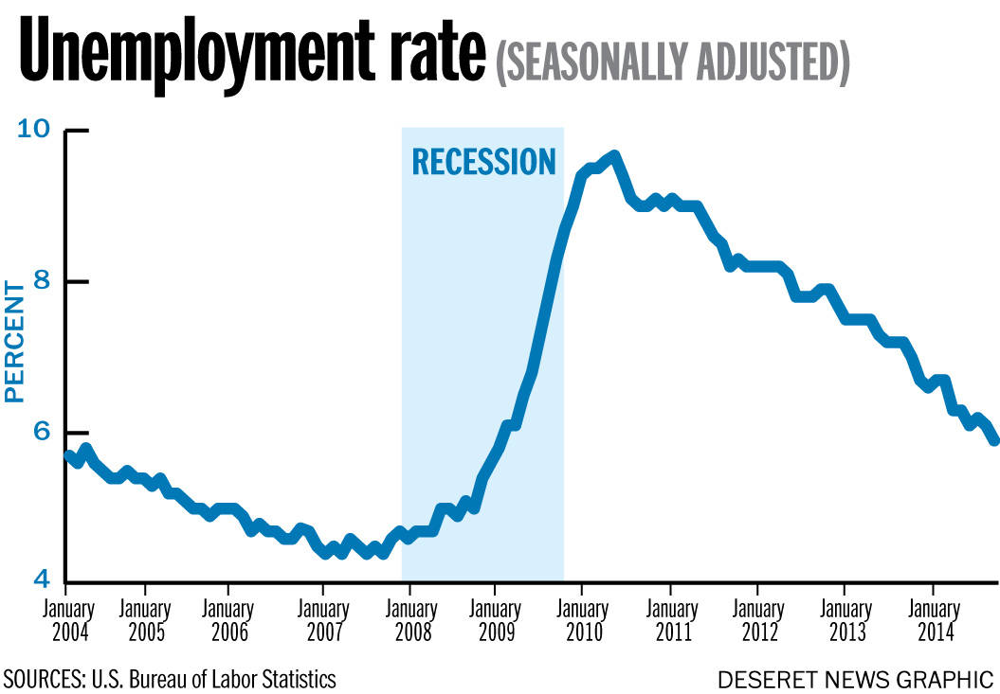 Unemployment rate (SEASONALLY ADJUSTED)
10
RECESSION
8
PERCENT
6
4
January 2004
January 2005
January 2006
January 2007
January 2008
January 2009
January 2010
January 2011
January 2012
January 2013
January 2014
SOURCES: U.S. Bureau of Labor Statistics
DESERET NEWS GRAPHIC